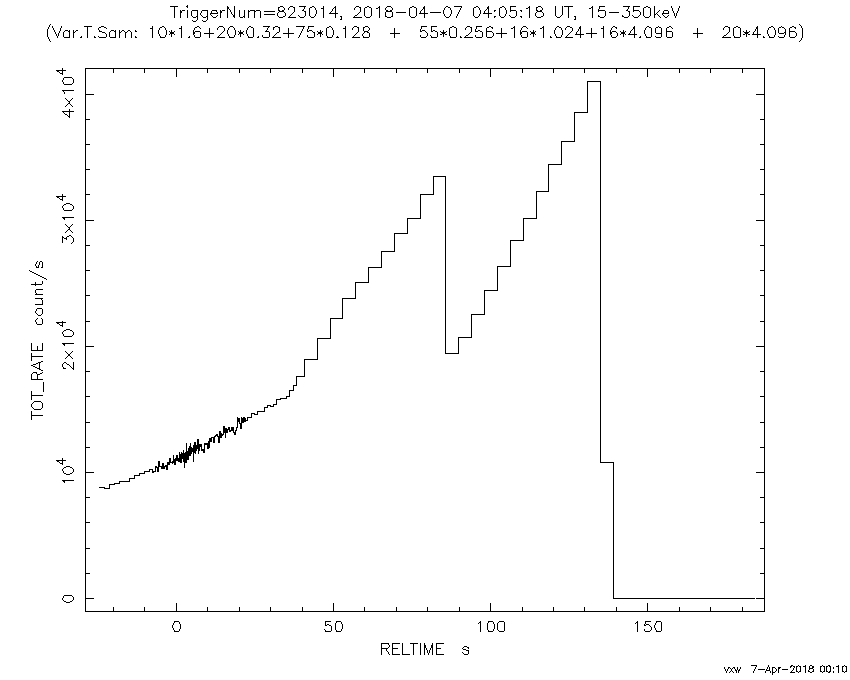 TriggerNum=823014, 2018-04-07 04:05:18 UT, 15-350keV
(Var.T.Sam: 10*1.6+20*0.32+75*0.128 + 55*0.256+16*1.024+16*4.096 + 20*4.096)
4×10⁴
3×10⁴
2×10⁴
10⁴
0
TOT_RATE count/s
0 50 100 150
RELTIME s
vxw 7-Apr-2018 00:10